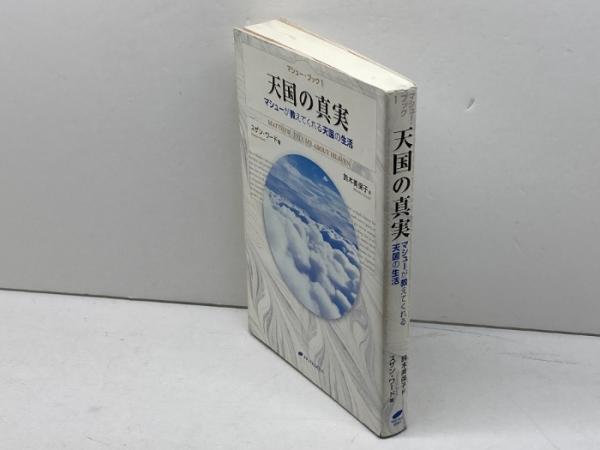 マシュー・ブック1
天国の真実
マシューが教えてくれる天国の生活
MATTHEW, TELL ME ABOUT HEAVEN
スザン・ワード 著
鈴木美保子 訳
マシュー・ブック1
天国の真実
マシューが教えてくれる
天国の生活
鈴木美保子 訳
スザン・ワード 著